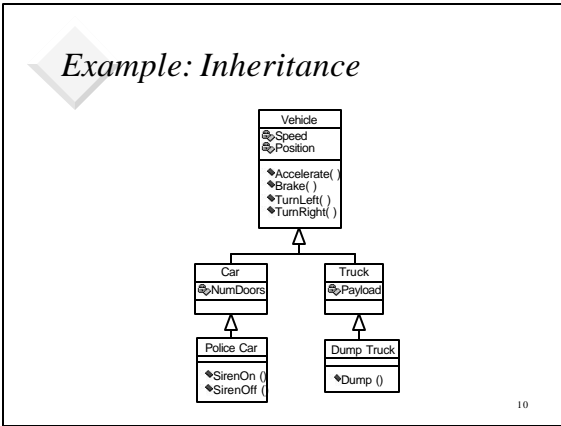 Example: Inheritance
Vehicle
Speed
Position
Accelerate( )
Brake( )
TurnLeft( )
TurnRight( )
Car
NumDoors
Truck
Payload
Police Car
SirenOn ()
SirenOff ()
Dump Truck
Dump ()
10